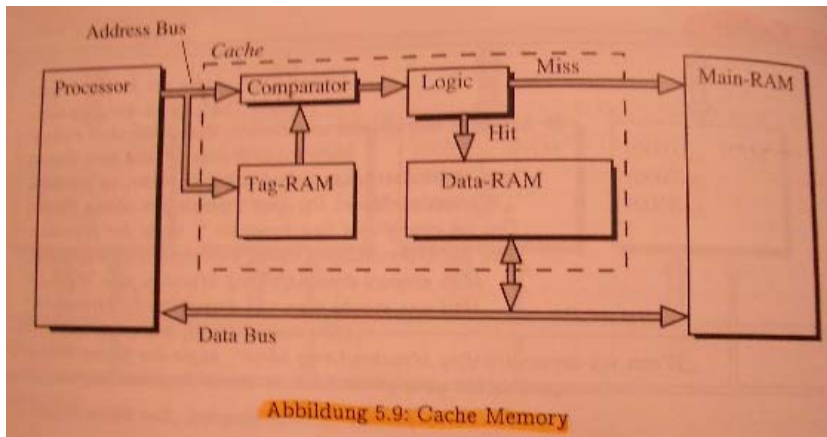 Address Bus
Cache
Processor
Comparator
Logic
Miss
Main-RAM
Hit
Tag-RAM
Data-RAM
Data Bus
Abbildung 5.9: Cache Memory